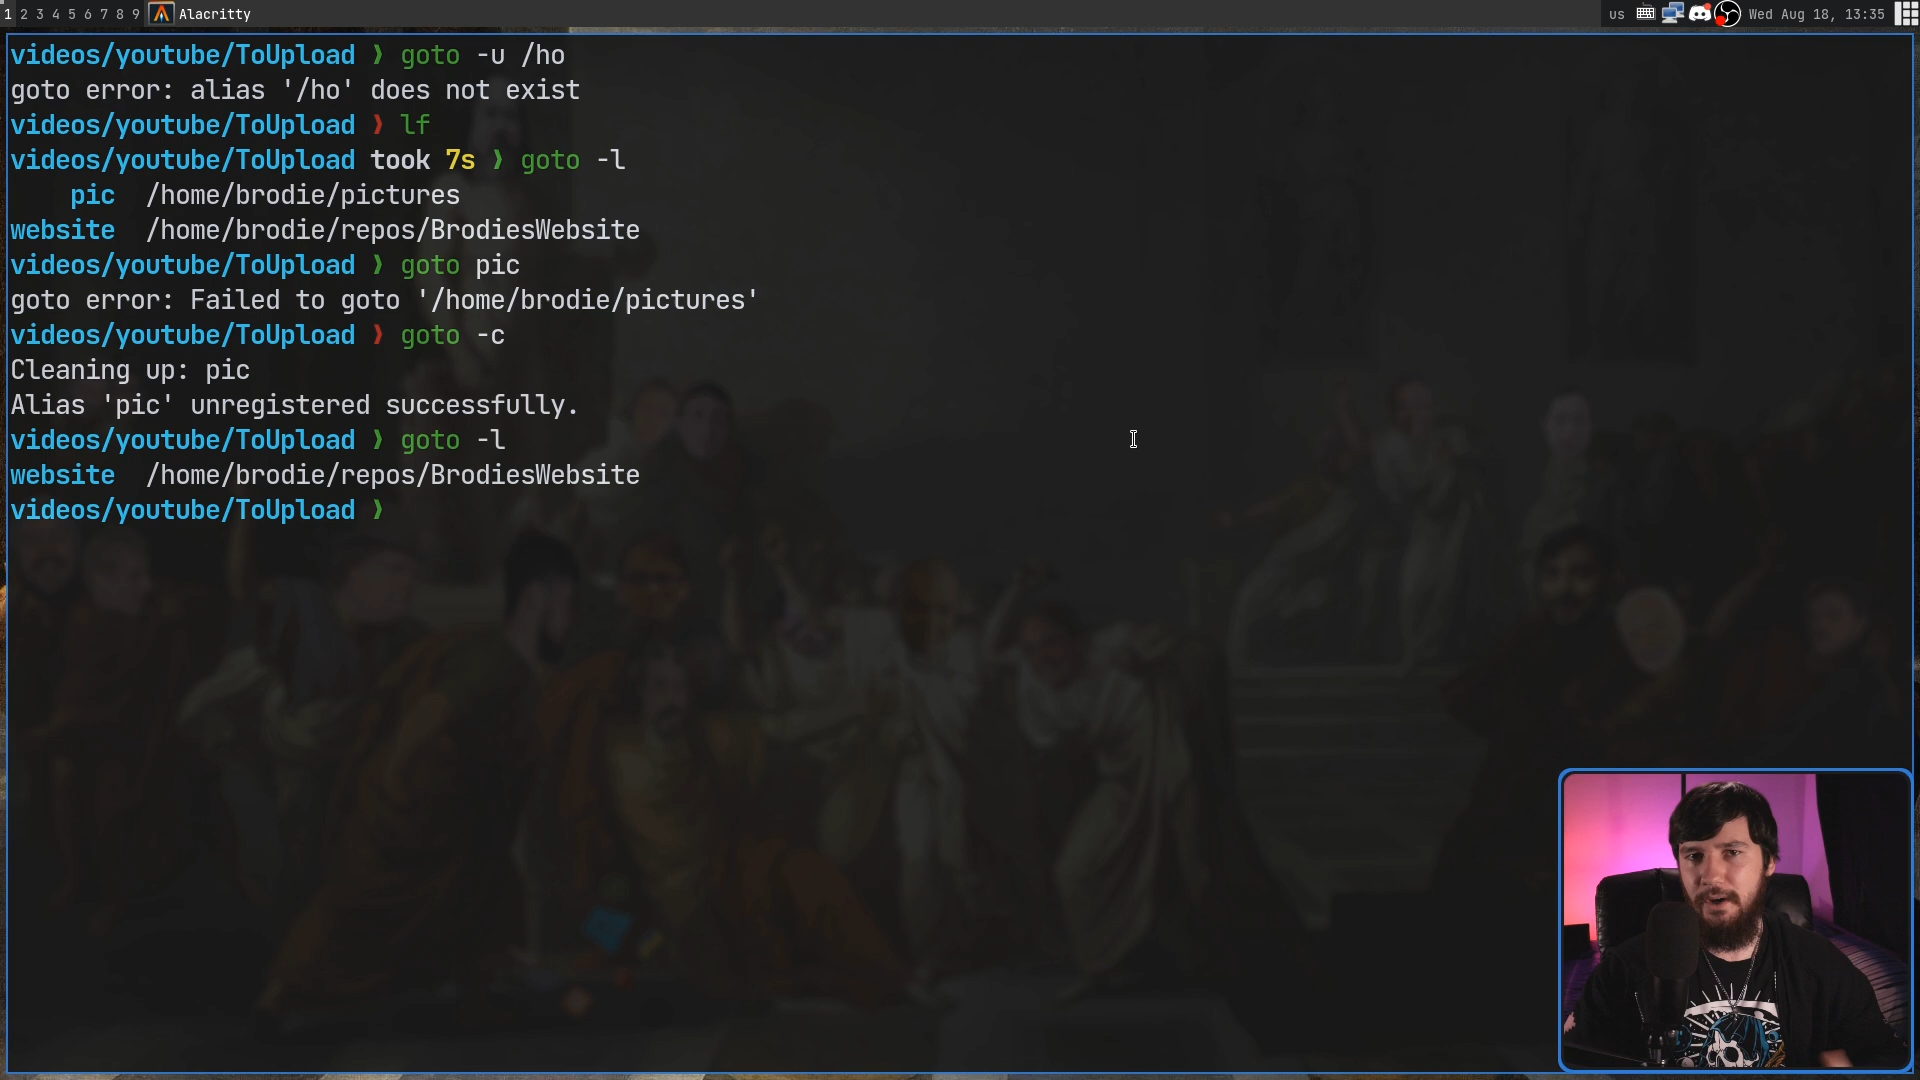 1 2 3 4 5 6 7 8 9 Alacritty us Wed Aug 18, 13:35
videos/youtube/ToUpload ❯ goto -u /ho
goto error: alias '/ho' does not exist
videos/youtube/ToUpload ❯ lf
videos/youtube/ToUpload took 7s ❯ goto -l
pic /home/brodie/pictures
website /home/brodie/repos/BrodiesWebsite
videos/youtube/ToUpload ❯ goto pic
goto error: Failed to goto '/home/brodie/pictures'
videos/youtube/ToUpload ❯ goto -c
Cleaning up: pic
Alias 'pic' unregistered successfully.
videos/youtube/ToUpload ❯ goto -l
website /home/brodie/repos/BrodiesWebsite
videos/youtube/ToUpload ❯